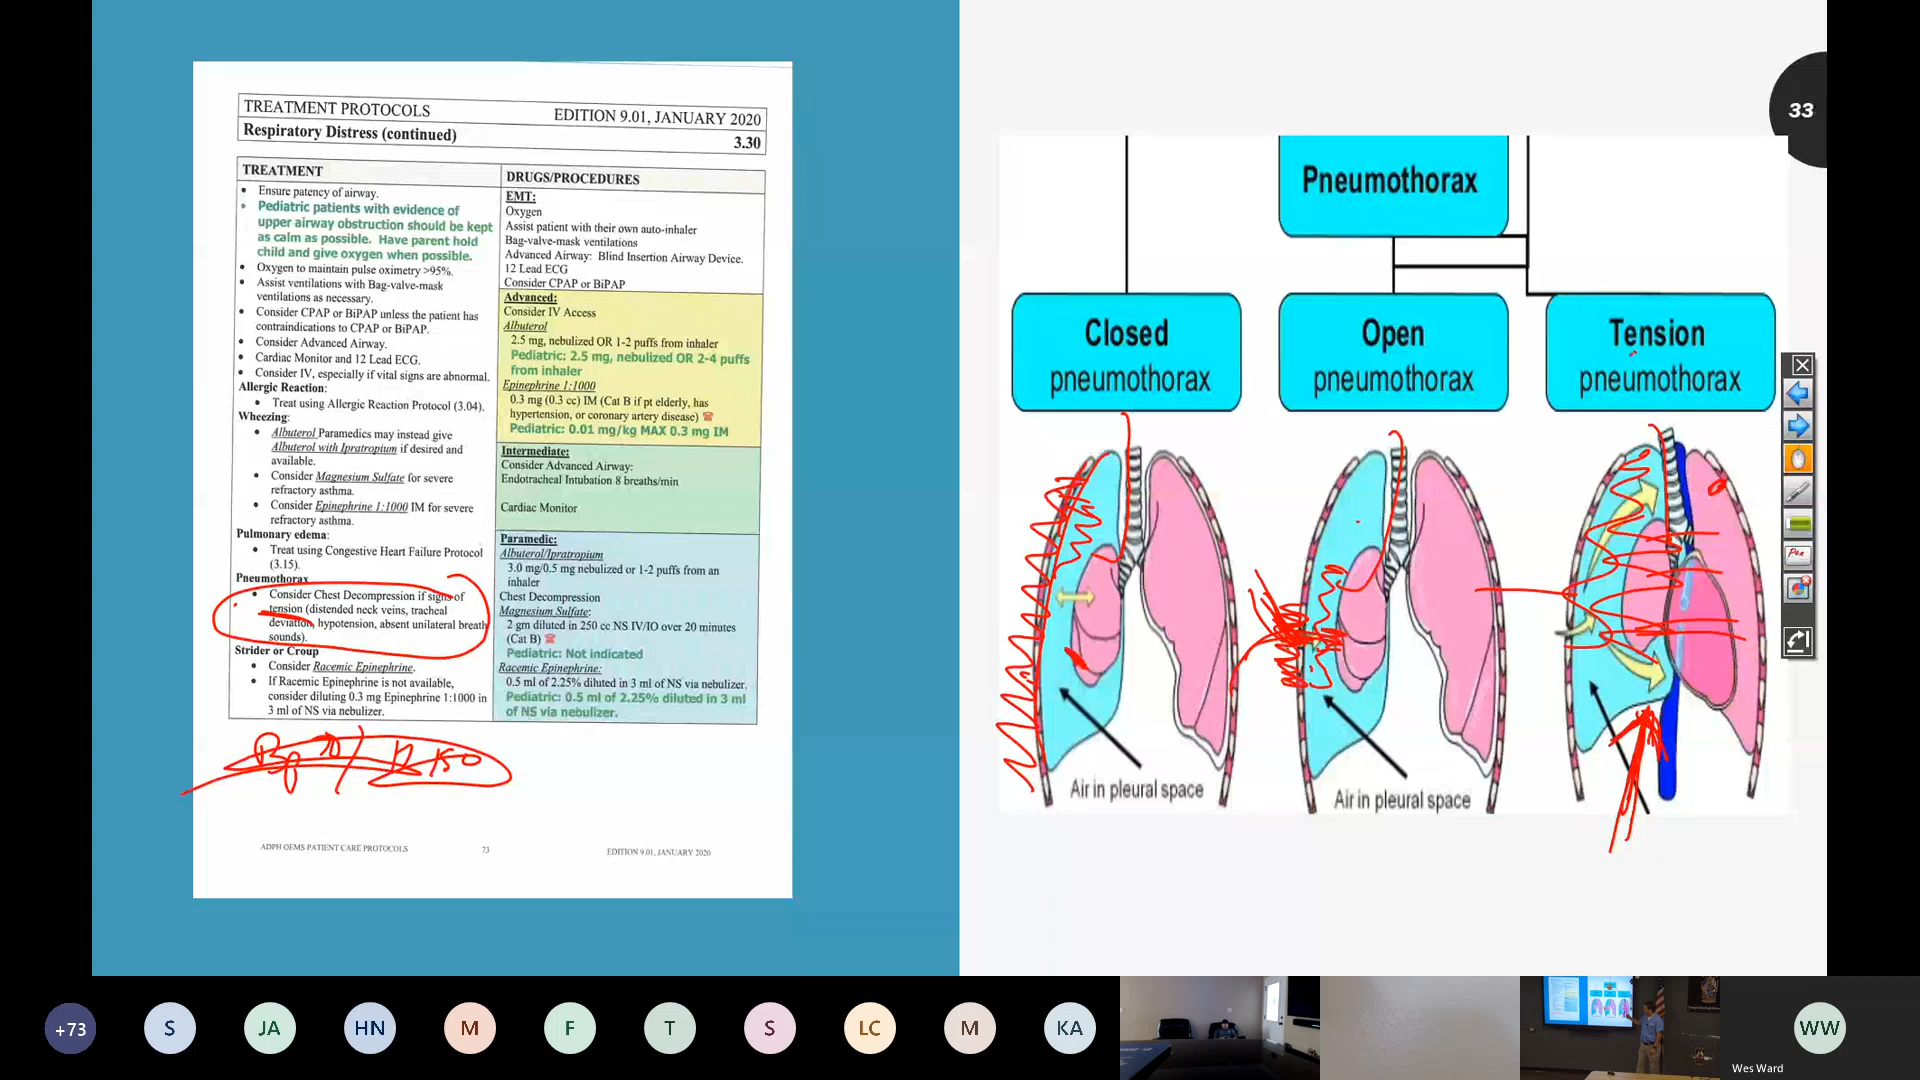 TREATMENT PROTOCOLS
EDITION 9.01, JANUARY 2020
Respiratory Distress (continued)
3.30
TREATMENT
• Ensure patency of airway.
• Pediatric patients with evidence of
upper airway obstruction should be kept
as calm as possible. Have parent hold
child and give oxygen when possible.
• Oxygen to maintain pulse oximetry >95%.
• Assist ventilations with Bag-valve-mask
ventilations as necessary.
• Consider CPAP or BiPAP unless the patient has
contraindications to CPAP or BiPAP.
• Consider Advanced Airway.
• Cardiac Monitor and 12 Lead ECG.
• Consider IV, especially if vital signs are abnormal.
Allergic Reaction:
• Treat using Allergic Reaction Protocol (3.04).
Wheezing:
• Albuterol Paramedics may instead give
Albuterol with Ipratropium if desired and
available.
• Consider Magnesium Sulfate for severe
refractory asthma.
• Consider Epinephrine 1:1000 IM for severe
refractory asthma.
Pulmonary edema:
• Treat using Congestive Heart Failure Protocol
(3.15).
Pneumothorax
• Consider Chest Decompression if signs of
tension (distended neck veins, tracheal
deviation, hypotension, absent unilateral breath
sounds).
Strider or Croup
• Consider Racemic Epinephrine.
• If Racemic Epinephrine is not available,
consider diluting 0.3 mg Epinephrine 1:1000 in
3 ml of NS via nebulizer.
DRUGS/PROCEDURES
EMT:
Oxygen
Assist patient with their own auto-inhaler
Bag-valve-mask ventilations
Advanced Airway: Blind Insertion Airway Device.
12 Lead ECG
Consider CPAP or BiPAP
Advanced:
Consider IV Access
Albuterol
2.5 mg, nebulized OR 1-2 puffs from inhaler
Pediatric: 2.5 mg, nebulized OR 2-4 puffs
from inhaler
Epinephrine 1:1000
0.3 mg (0.3 cc) IM (Cat B if pt elderly, has
hypertension, or coronary artery disease) ☎
Pediatric: 0.01 mg/kg MAX 0.3 mg IM
Intermediate:
Consider Advanced Airway:
Endotracheal Intubation 8 breaths/min
Cardiac Monitor
Paramedic:
Albuterol/Ipratropium
3.0 mg/0.5 mg nebulized or 1-2 puffs from an
inhaler
Chest Decompression
Magnesium Sulfate:
2 gm diluted in 250 cc NS IV/IO over 20 minutes
(Cat B) ☎
Pediatric: Not indicated
Racemic Epinephrine:
0.5 ml of 2.25% diluted in 3 ml of NS via nebulizer.
Pediatric: 0.5 ml of 2.25% diluted in 3 ml
of NS via nebulizer.
ADPH OEMS PATIENT CARE PROTOCOLS
73
EDITION 9.01, JANUARY 2020
33
Pneumothorax
Closed
pneumothorax
Open
pneumothorax
Tension
pneumothorax
Air in pleural space
Air in pleural space
Pen
+73
S
JA
HN
M
F
T
S
LC
M
KA
WW
Wes Ward